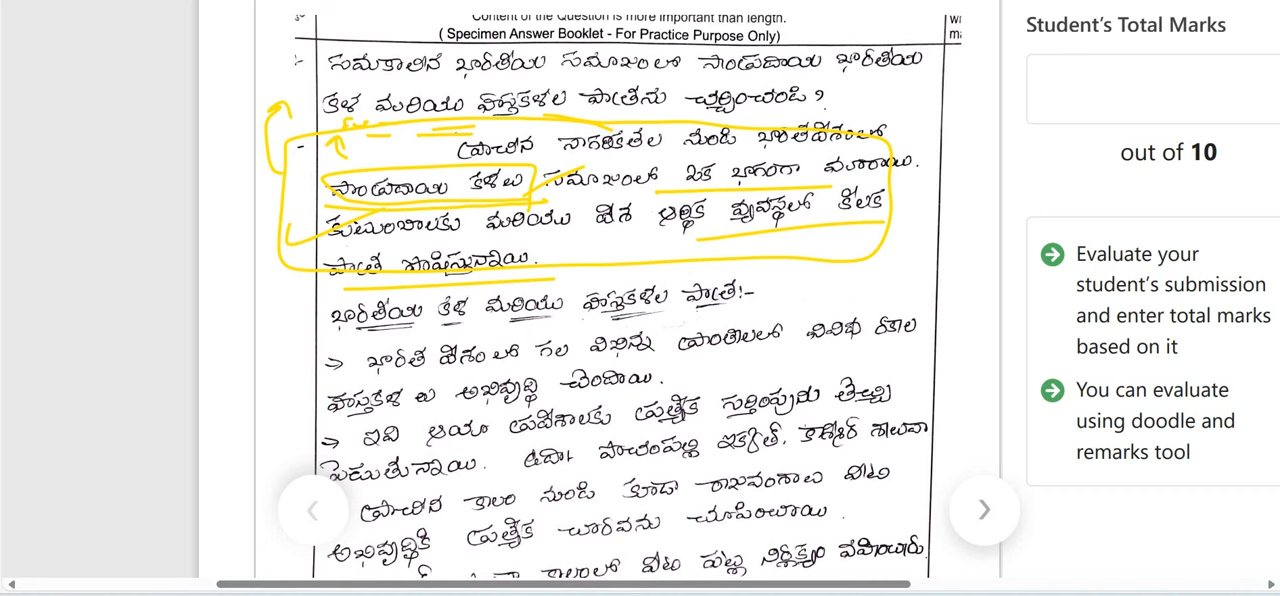 Content of the Question is more important than length.
( Specimen Answer Booklet - For Practice Purpose Only)
సమకాలీన భారతీయ సమాజంలో సాంప్రదాయ భారతీయ
కళ మరియు హస్తకళల పాత్రను చర్చించండి?
ప్రాచీన నాగరికతల నుండి భారతదేశంలో
సాంప్రదాయ కళలు సమాజంలో ఒక భాగంగా
కుటుంబాలకు మరియు దేశ ఆర్థిక వ్యవస్థలో కీలక
పాత్ర పోషిస్తున్నాయి.
భారతీయ కళ మరియు హస్తకళల పాత్ర:-
→ భారత దేశంలో గల విభిన్న ప్రాంతాలలో వివిధ రకాల
హస్తకళలు అభివృద్ధి చెందాయి.
→ ఇవి ఆయా ప్రదేశాలకు ప్రత్యేక గుర్తింపును తెచ్చి
పెడుతున్నాయి. ఉదా పోచంపల్లి ఇక్కత్, కాశ్మీర్ శాలువా
ప్రాచీన కాలం నుండి కూడా రాజవంశాలు వీటి
అభివృద్ధికి ప్రత్యేక చొరవను చూపించాయి.
కాలంలో వీటి పట్ల నిర్లక్ష్యం వహించారు.
Student's Total Marks
out of 10
Evaluate your
student's submission
and enter total marks
based on it
You can evaluate
using doodle and
remarks tool